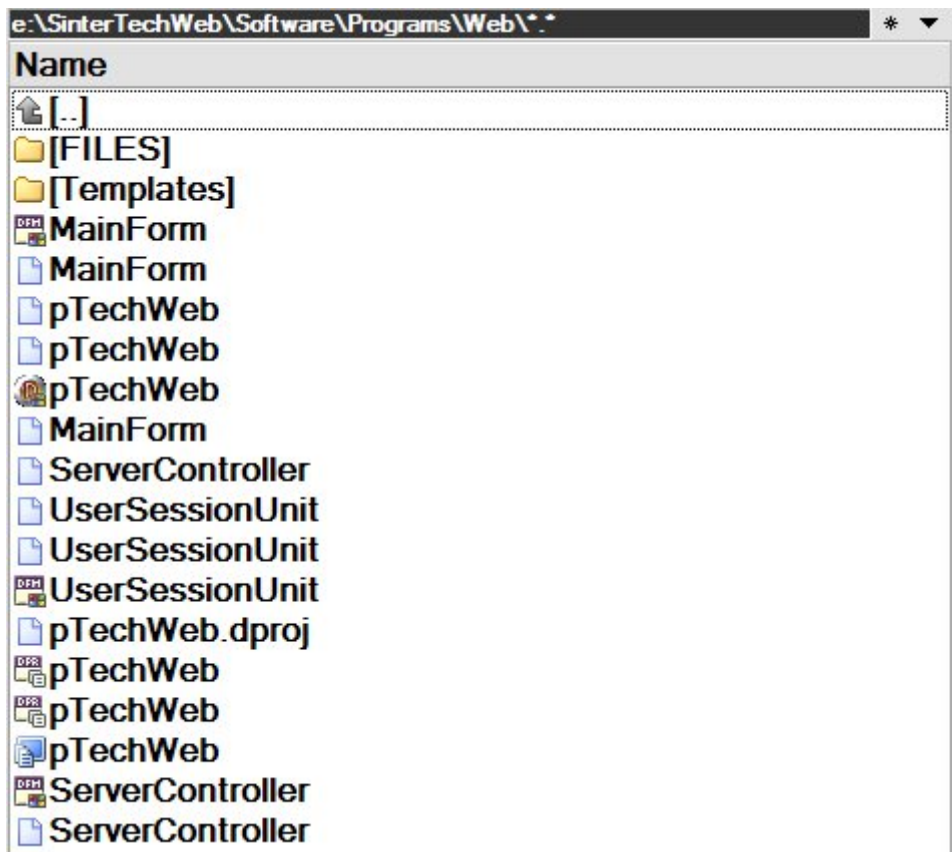 e:\SinterTechWeb\Software\Programs\Web\*.*
Name
[..]
[FILES]
[Templates]
MainForm
MainForm
pTechWeb
pTechWeb
pTechWeb
MainForm
ServerController
UserSessionUnit
UserSessionUnit
UserSessionUnit
pTechWeb.dproj
pTechWeb
pTechWeb
pTechWeb
ServerController
ServerController